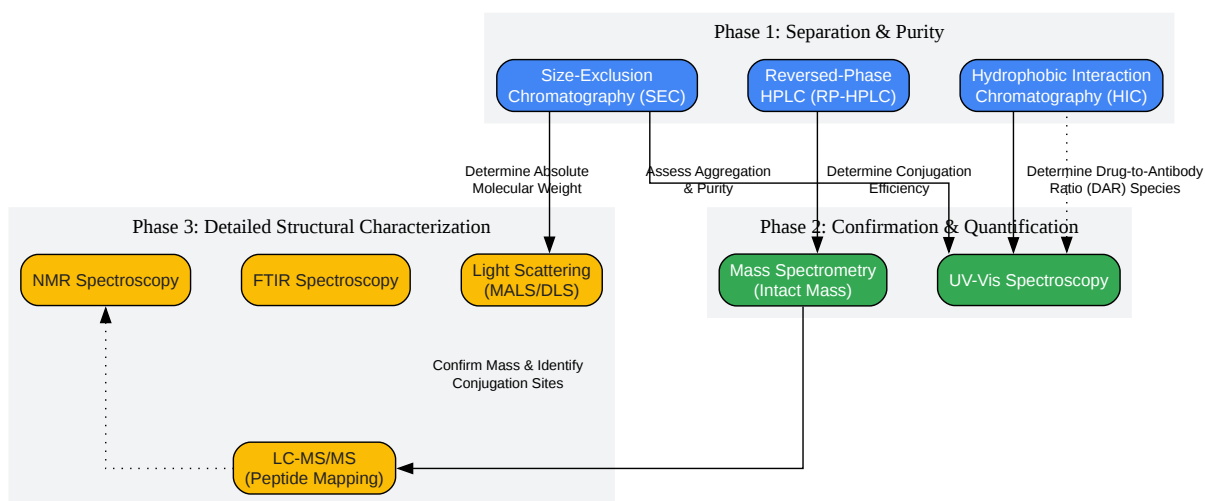 Phase 1: Separation & Purity
Size-Exclusion
Chromatography (SEC)
Reversed-Phase
HPLC (RP-HPLC)
Hydrophobic Interaction
Chromatography (HIC)
Determine Absolute
Molecular Weight
Assess Aggregation
& Purity
Determine Conjugation
Efficiency
Determine Drug-to-Antibody
Ratio (DAR) Species
Phase 3: Detailed Structural Characterization
NMR Spectroscopy
FTIR Spectroscopy
Light Scattering
(MALS/DLS)
Phase 2: Confirmation & Quantification
Mass Spectrometry
(Intact Mass)
UV-Vis Spectroscopy
Confirm Mass & Identify
Conjugation Sites
LC-MS/MS
(Peptide Mapping)